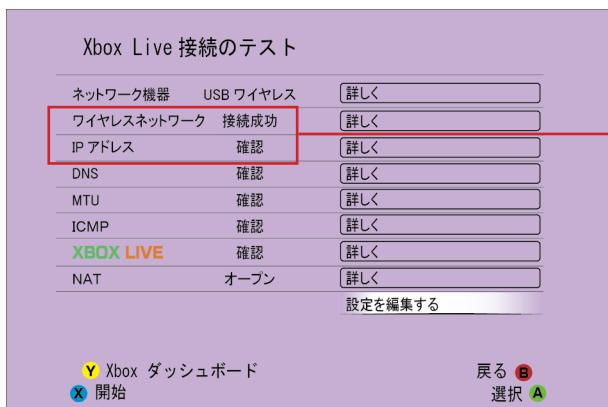 Xbox Live 接続のテスト
ネットワーク機器 USB ワイヤレス 詳しく
ワイヤレスネットワーク 接続成功 詳しく
IP アドレス 確認 詳しく
DNS 確認 詳しく
MTU 確認 詳しく
ICMP 確認 詳しく
XBOX LIVE 確認 詳しく
NAT オープン 詳しく
設定を編集する
Y Xbox ダッシュボード 戻る B
X 開始 選択 A